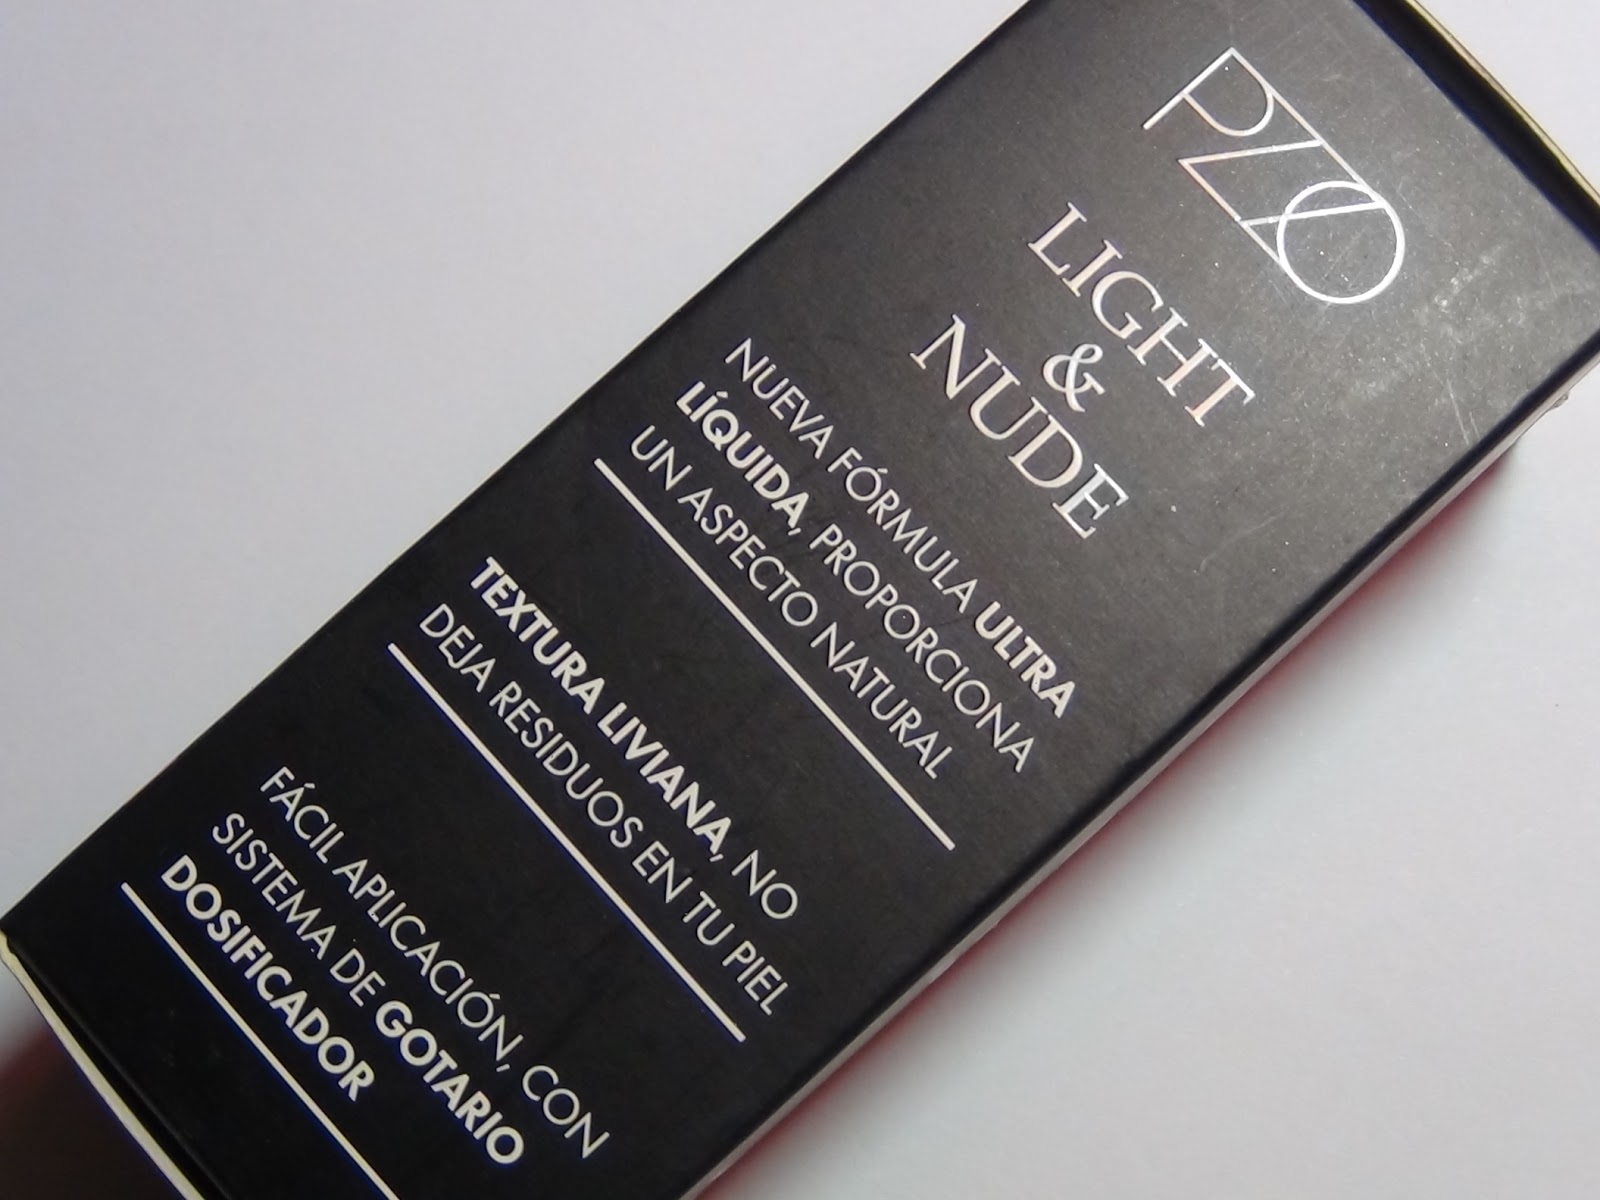 PZZO
LIGHT
&
NUDE
NUEVA FÓRMULA ULTRA
LÍQUIDA, PROPORCIONA
UN ASPECTO NATURAL
TEXTURA LIVIANA, NO
DEJA RESIDUOS EN TU PIEL
FÁCIL APLICACIÓN, CON
SISTEMA DE GOTARIO
DOSIFICADOR